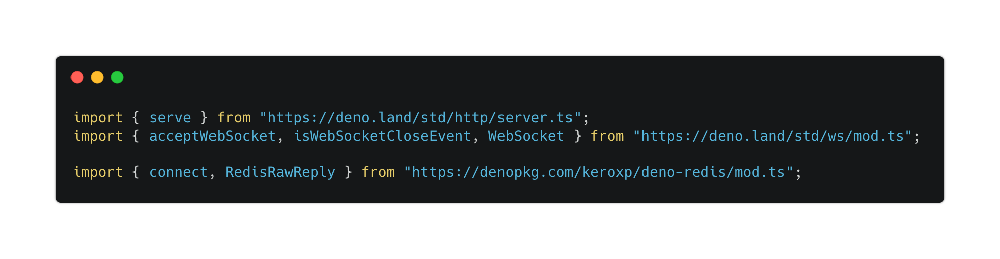 import { serve } from "https://deno.land/std/http/server.ts";
import { acceptWebSocket, isWebSocketCloseEvent, WebSocket } from "https://deno.land/std/ws/mod.ts";
import { connect, RedisRawReply } from "https://denopkg.com/keroxp/deno-redis/mod.ts";